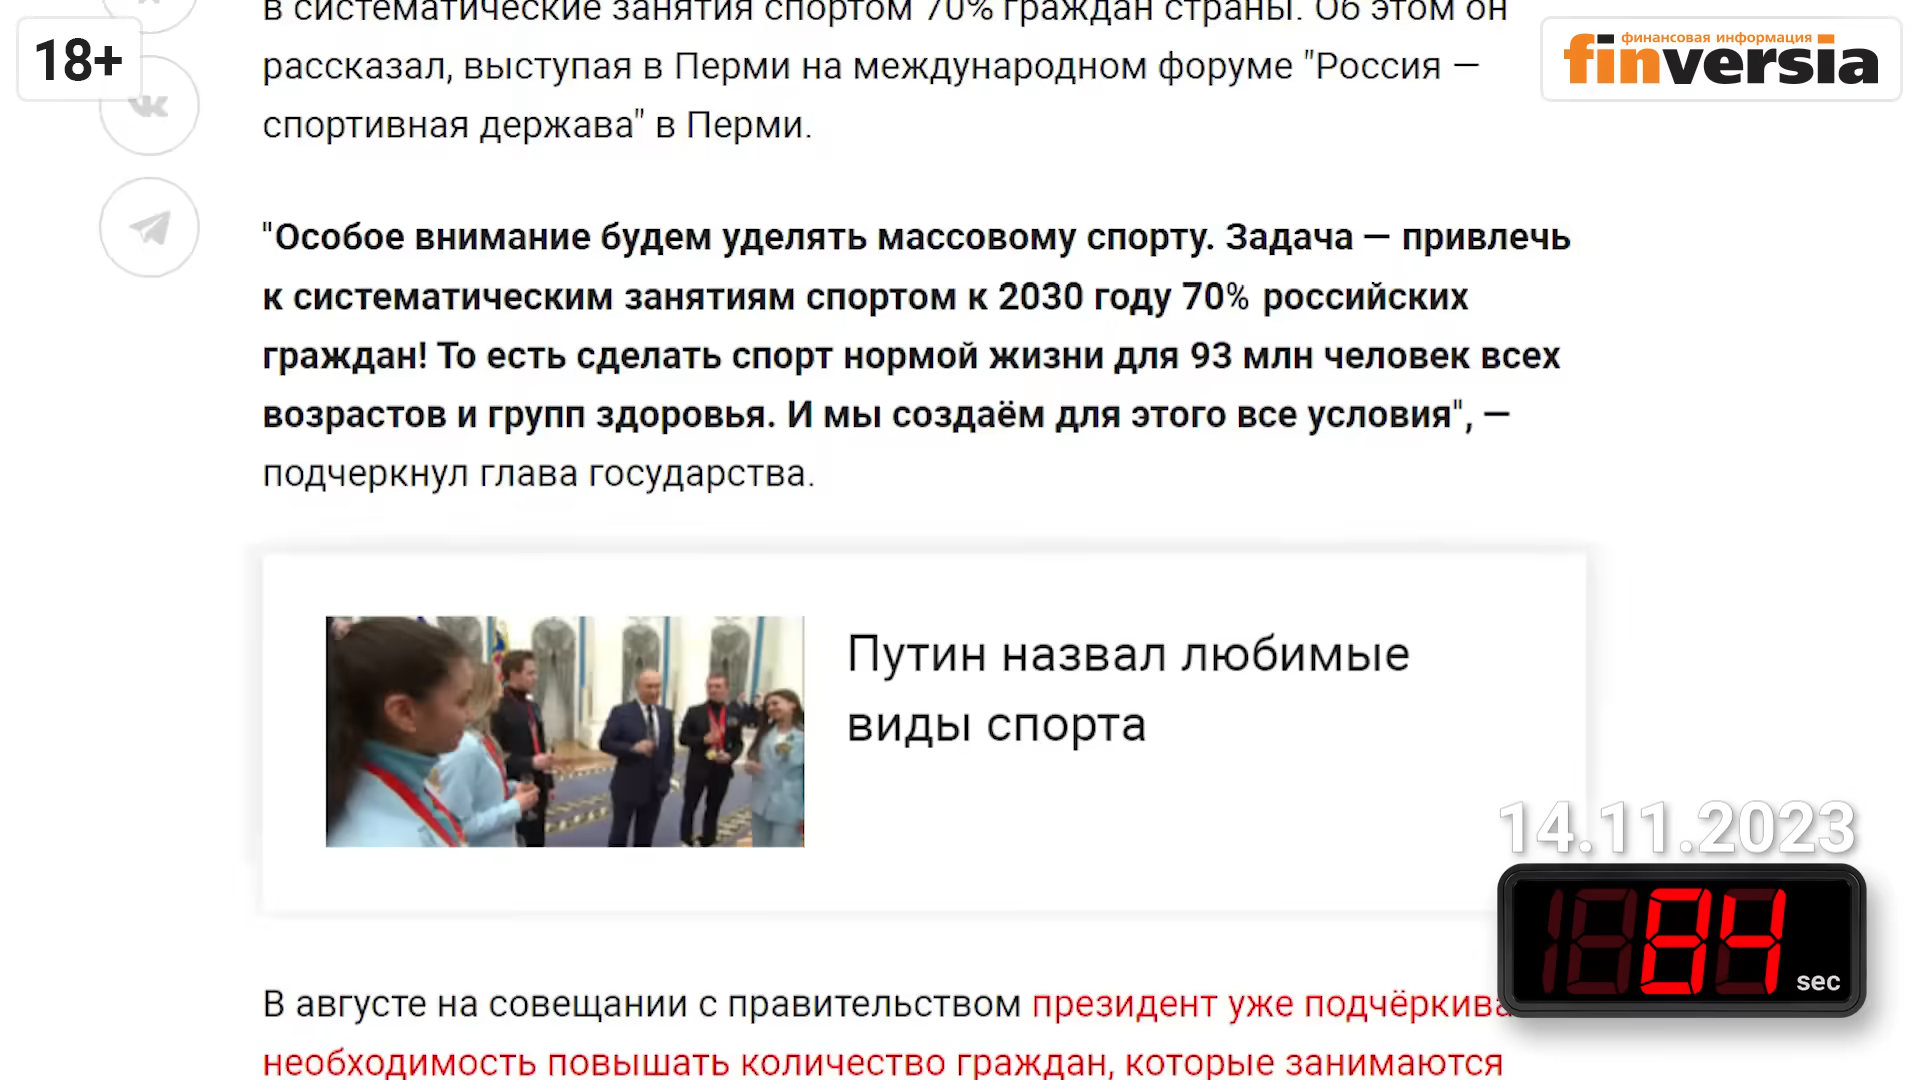 в систематические занятия спортом 70% граждан страны. Об этом он
18+
финансовая информация
finversia
рассказал, выступая в Перми на международном форуме "Россия —
спортивная держава" в Перми.
"Особое внимание будем уделять массовому спорту. Задача — привлечь
к систематическим занятиям спортом к 2030 году 70% российских
граждан! То есть сделать спорт нормой жизни для 93 млн человек всех
возрастов и групп здоровья. И мы создаём для этого все условия", —
подчеркнул глава государства.
Путин назвал любимые
виды спорта
14.11.2023
04 sec
В августе на совещании с правительством президент уже подчёркива
необходимость повышать количество граждан, которые занимаются